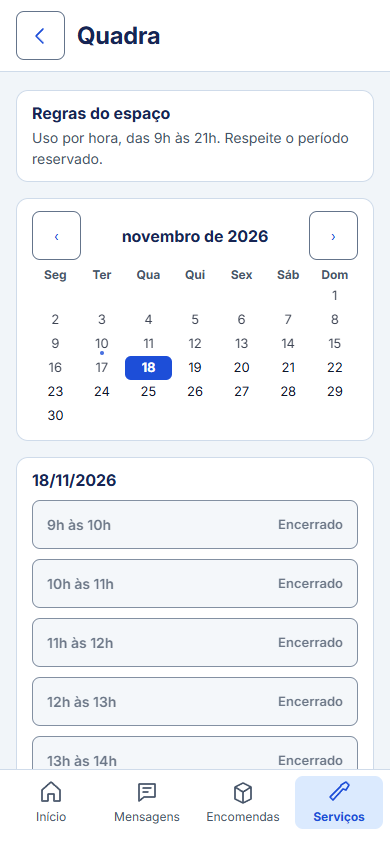 Quadra
Regras do espaço
Uso por hora, das 9h às 21h. Respeite o período
reservado.
‹ novembro de 2026 ›
Seg Ter Qua Qui Sex Sáb Dom
1
2 3 4 5 6 7 8
9 10 11 12 13 14 15
16 17 18 19 20 21 22
23 24 25 26 27 28 29
30
18/11/2026
9h às 10h Encerrado
10h às 11h Encerrado
11h às 12h Encerrado
12h às 13h Encerrado
13h às 14h Encerrado
Início Mensagens Encomendas Serviços